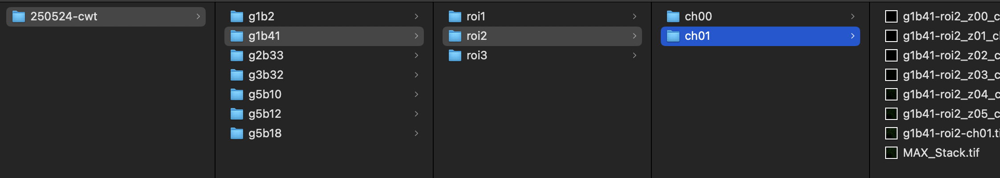 250524-cwt
g1b2
g1b41
g2b33
g3b32
g5b10
g5b12
g5b18
roi1
roi2
roi3
ch00
ch01
g1b41-roi2_z00_c
g1b41-roi2_z01_c
g1b41-roi2_z02_c
g1b41-roi2_z03_c
g1b41-roi2_z04_c
g1b41-roi2_z05_c
g1b41-roi2-ch01.ti
MAX_Stack.tif